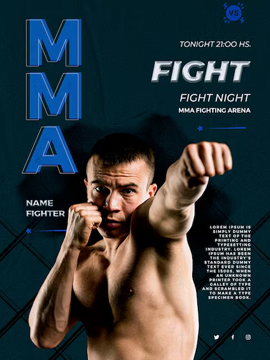 VS
TONIGHT 21:00 HS.
MMA
FIGHT
FIGHT NIGHT
MMA FIGHTING ARENA
NAME
FIGHTER
LOREM IPSUM IS
SIMPLY DUMMY
TEXT OF THE
PRINTING AND
TYPESETTING
INDUSTRY. LOREM
IPSUM HAS BEEN
THE INDUSTRY'S
STANDARD DUMMY
TEXT EVER SINCE
THE 1500S, WHEN
AN UNKNOWN
PRINTER TOOK A
GALLEY OF TYPE
AND SCRAMBLED IT
TO MAKE A TYPE
SPECIMEN BOOK.